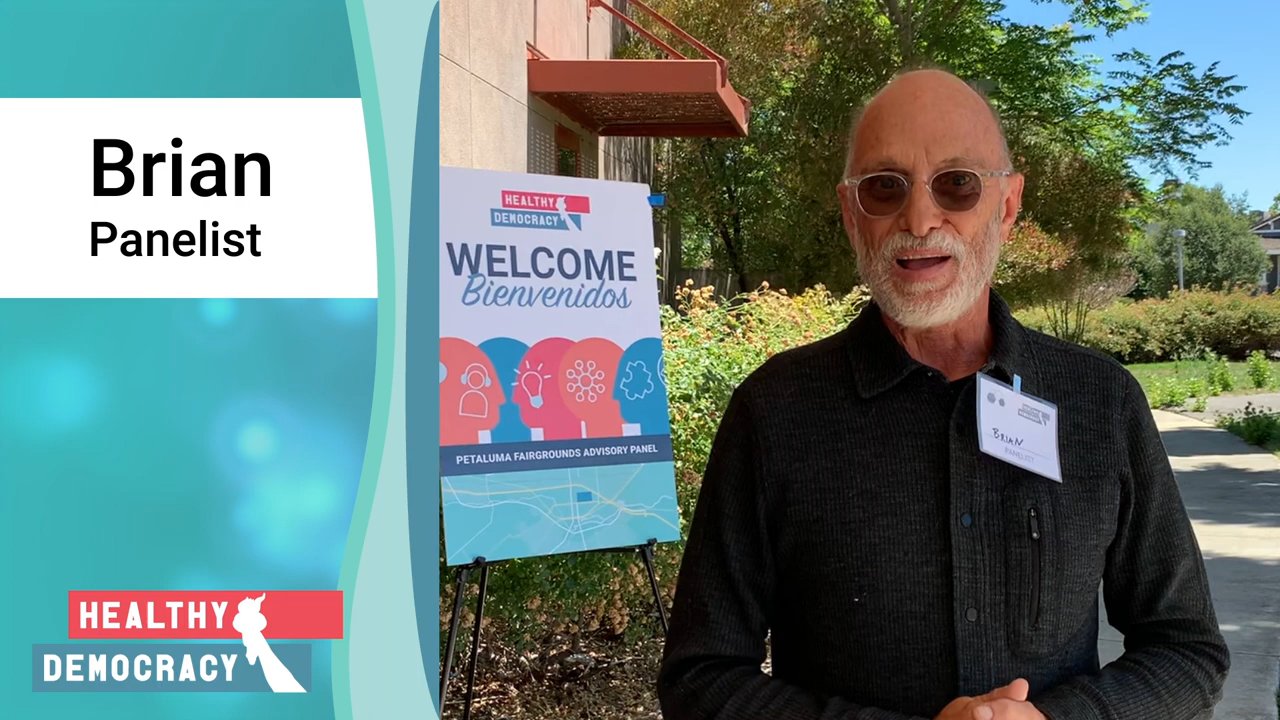 Brian
Panelist
HEALTHY
DEMOCRACY
HEALTHY
DEMOCRACY
WELCOME
Bienvenidos
PETALUMA FAIRGROUNDS ADVISORY PANEL
BRIAN
PANELIST